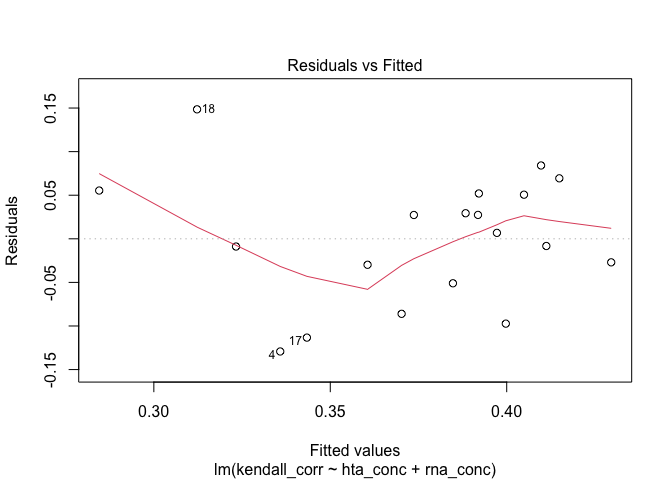 Residuals vs Fitted
0.15
0.05
-0.05
-0.15
Residuals
18
17
4
0.30
0.35
0.40
Fitted values
lm(kendall_corr ~ hta_conc + rna_conc)